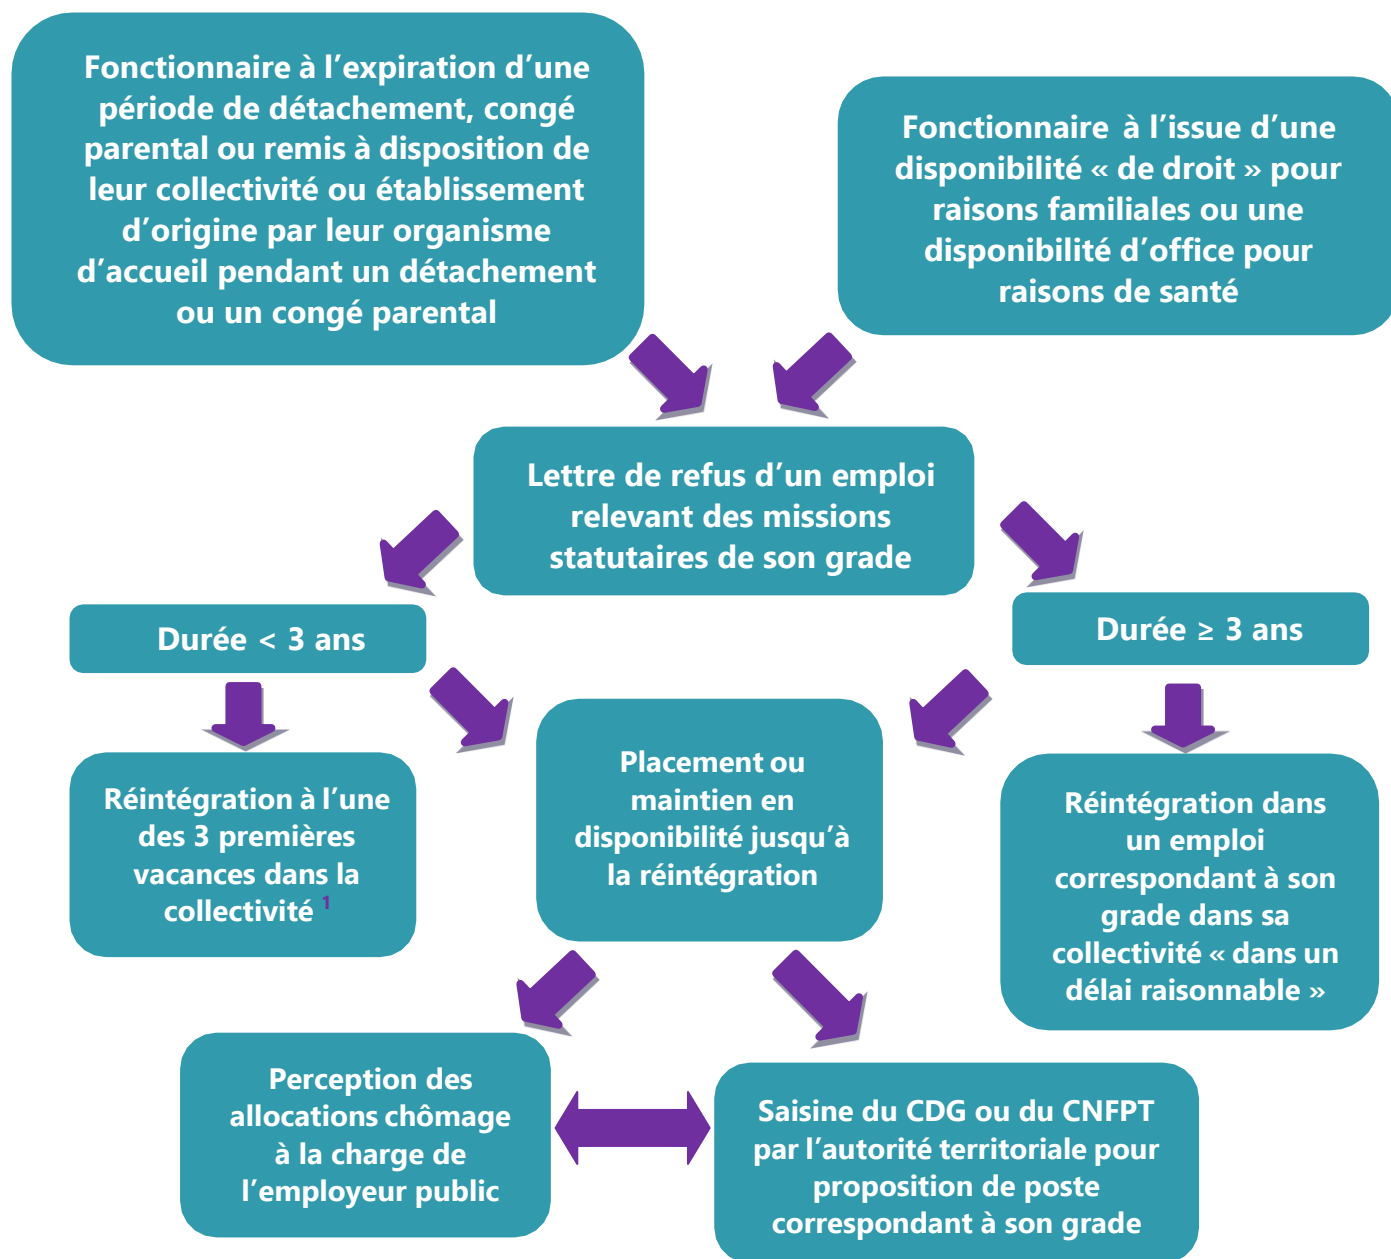 Fonctionnaire à l’expiration d’une
période de détachement, congé
parental ou remis à disposition de
leur collectivité ou établissement
d’origine par leur organisme
d’accueil pendant un détachement
ou un congé parental
Fonctionnaire à l’issue d’une
disponibilité « de droit » pour
raisons familiales ou une
disponibilité d’office pour
raisons de santé
Lettre de refus d’un emploi
relevant des missions
statutaires de son grade
Durée < 3 ans
Durée ≥ 3 ans
Réintégration à l’une
des 3 premières
vacances dans la
collectivité 1
Placement ou
maintien en
disponibilité jusqu’à
la réintégration
Réintégration dans
un emploi
correspondant à son
grade dans sa
collectivité « dans un
délai raisonnable »
Perception des
allocations chômage
à la charge de
l’employeur public
Saisine du CDG ou du CNFPT
par l’autorité territoriale pour
proposition de poste
correspondant à son grade